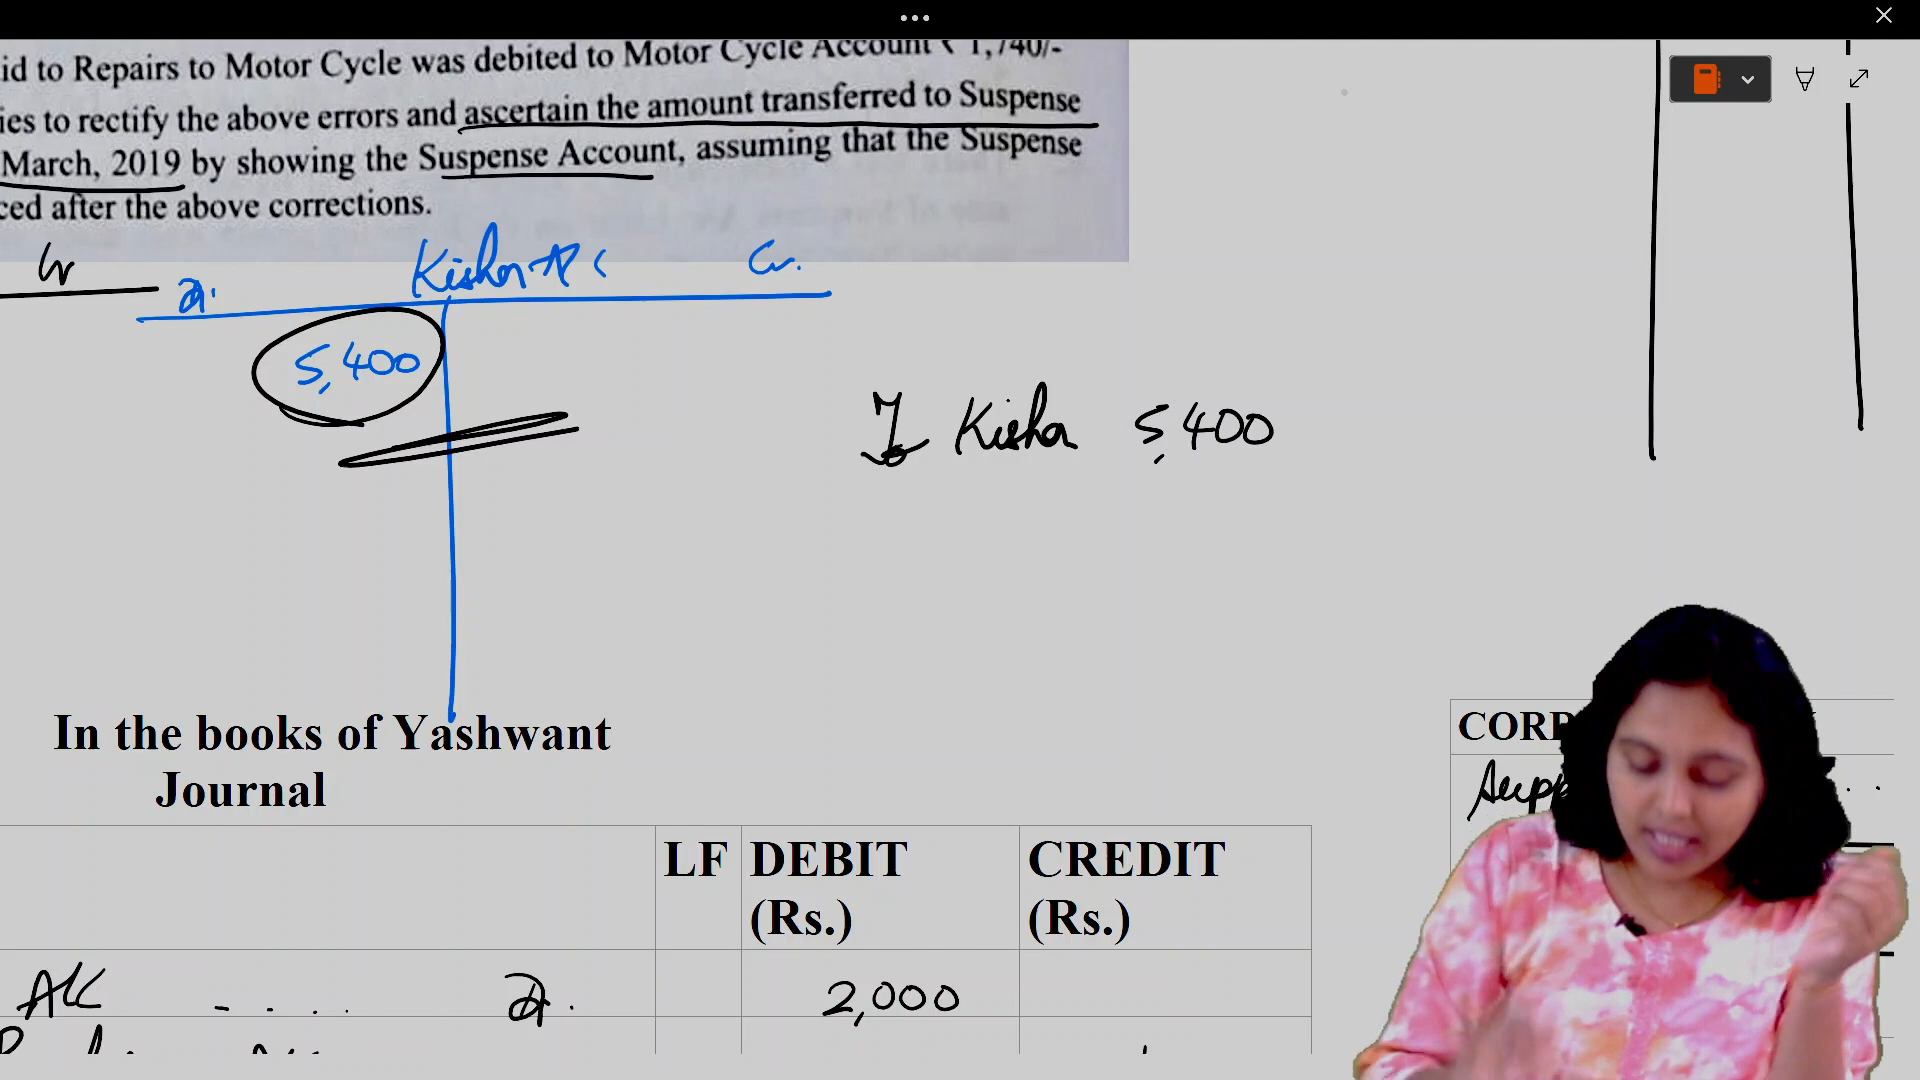 id to Repairs to Motor Cycle was debited to Motor Cycle Account ₹ 1,740/-
ies to rectify the above errors and ascertain the amount transferred to Suspense
March, 2019 by showing the Suspense Account, assuming that the Suspense
ced after the above corrections.
Cr
Dr. Kishor A/c Cr.
5,400
To Kishor 5,400
In the books of Yashwant
Journal
LF DEBIT CREDIT
(Rs.) (Rs.)
A/c - . . . . Dr. 2,000